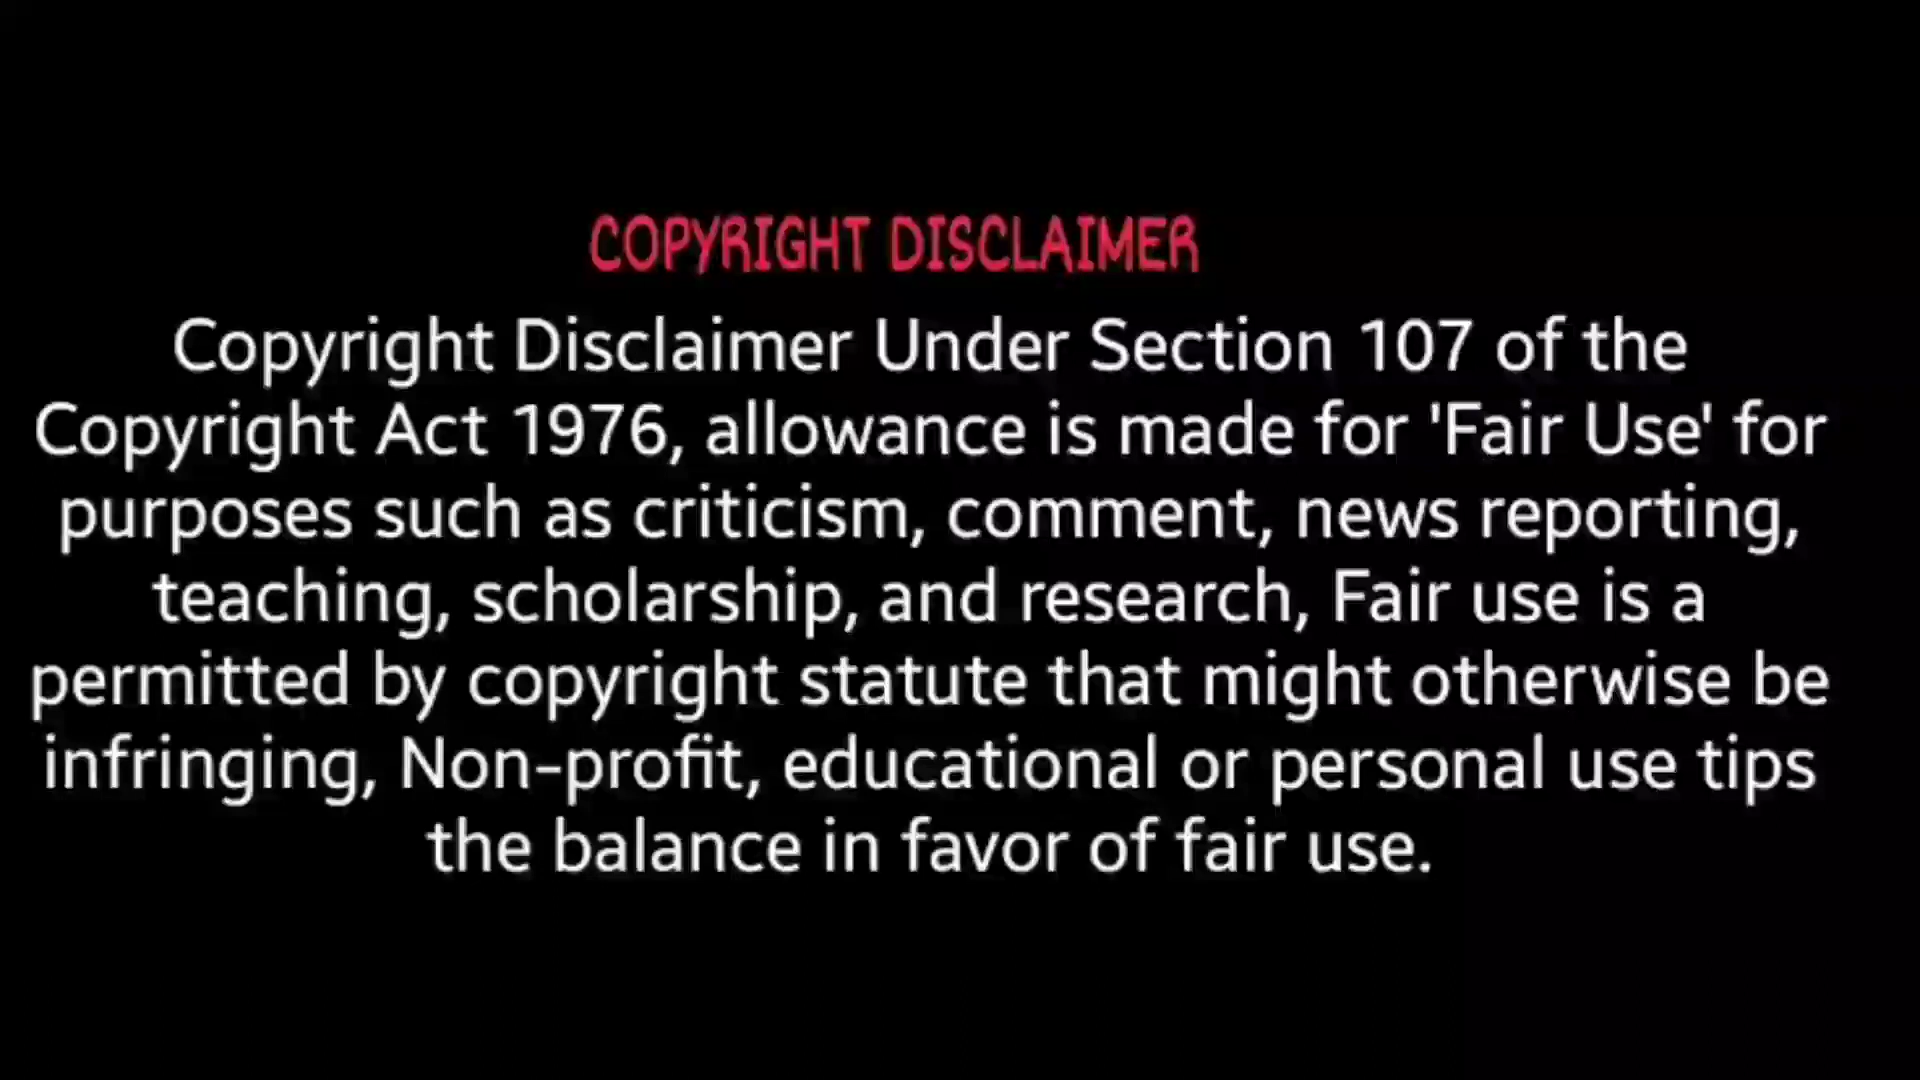 COPYRIGHT DISCLAIMER
Copyright Disclaimer Under Section 107 of the
Copyright Act 1976, allowance is made for 'Fair Use' for
purposes such as criticism, comment, news reporting,
teaching, scholarship, and research, Fair use is a
permitted by copyright statute that might otherwise be
infringing, Non-profit, educational or personal use tips
the balance in favor of fair use.